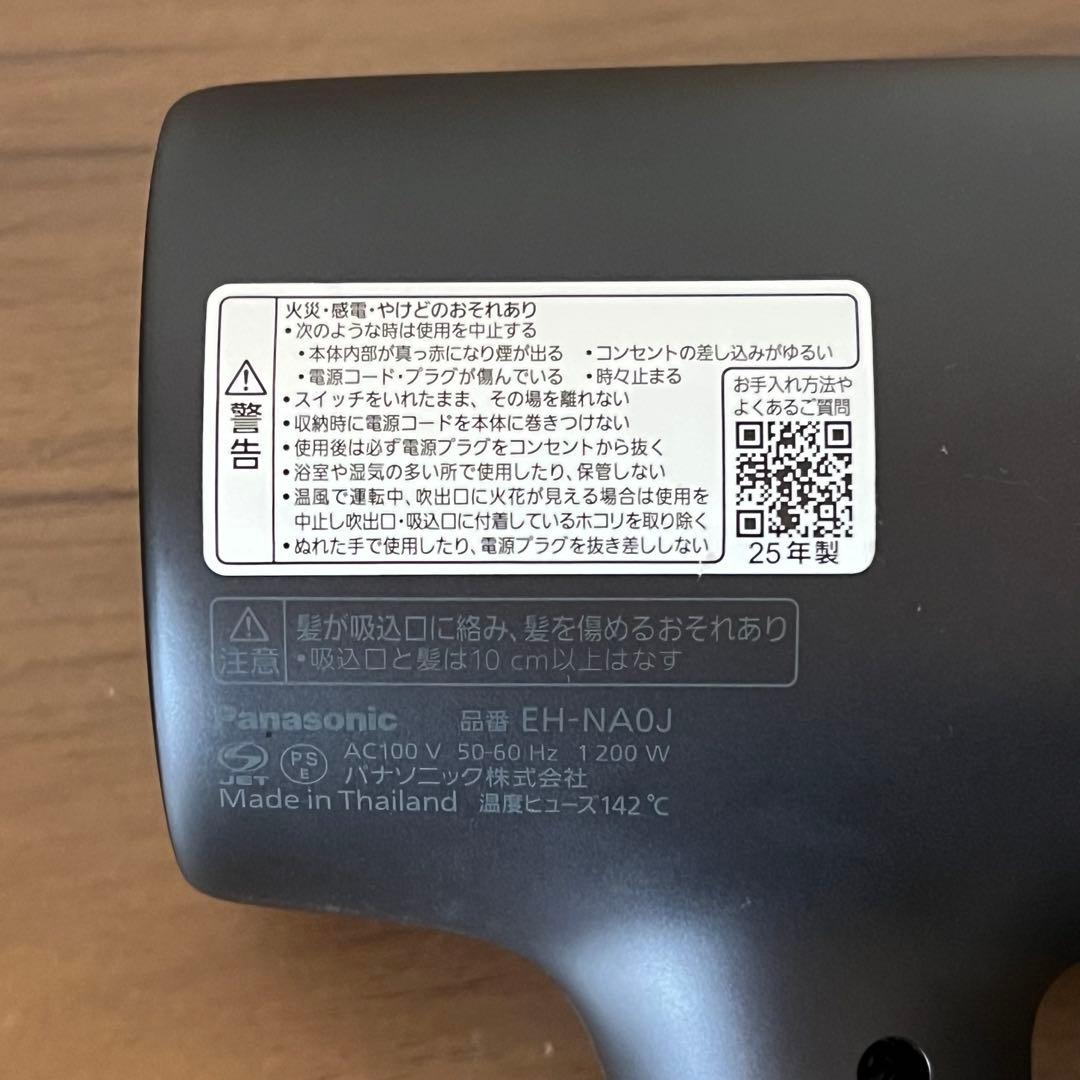 警告
火災・感電・やけどのおそれあり
•次のような時は使用を中止する
•本体内部が真っ赤になり煙が出る •コンセントの差し込みがゆるい
•電源コード・プラグが傷んでいる •時々止まる
•スイッチをいれたまま、その場を離れない
•収納時に電源コードを本体に巻きつけない
•使用後は必ず電源プラグをコンセントから抜く
•浴室や湿気の多い所で使用したり、保管しない
•温風で運転中、吹出口に火花が見える場合は使用を
中止し吹出口・吸込口に付着しているホコリを取り除く
•ぬれた手で使用したり、電源プラグを抜き差ししない
お手入れ方法や
よくあるご質問
25年製
注意
髪が吸込口に絡み、髪を傷めるおそれあり
•吸込口と髪は10 cm以上はなす
Panasonic 品番 EH-NA0J
JET PSE AC100 V 50-60 Hz 1 200 W
パナソニック株式会社
Made in Thailand 温度ヒューズ142 ℃